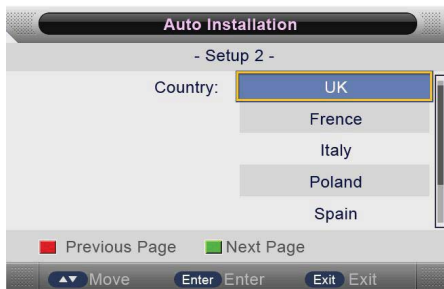 Auto Installation
- Setup 2 -
Country: UK
Frence
Italy
Poland
Spain
Previous Page Next Page
▲▼ Move Enter Enter Exit Exit